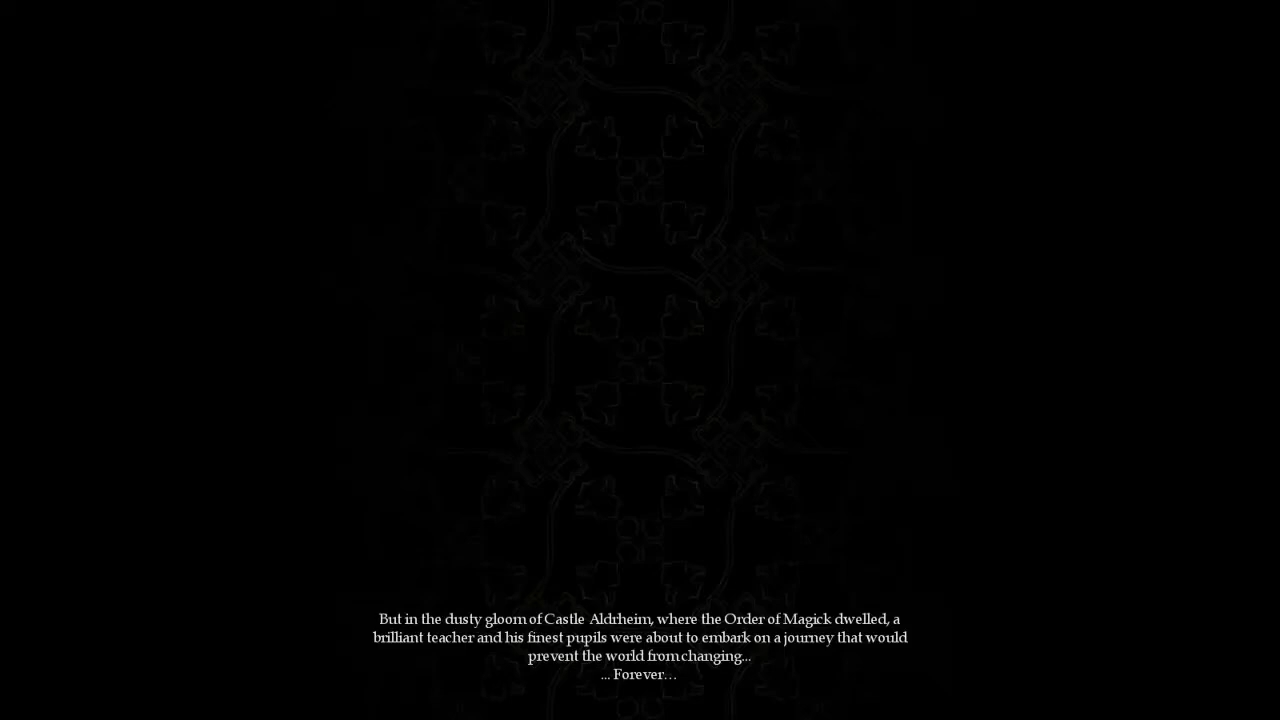 But in the dusty gloom of Castle Aldrheim, where the Order of Magick dwelled, a
brilliant teacher and his finest pupils were about to embark on a journey that would
prevent the world from changing...
... Forever…